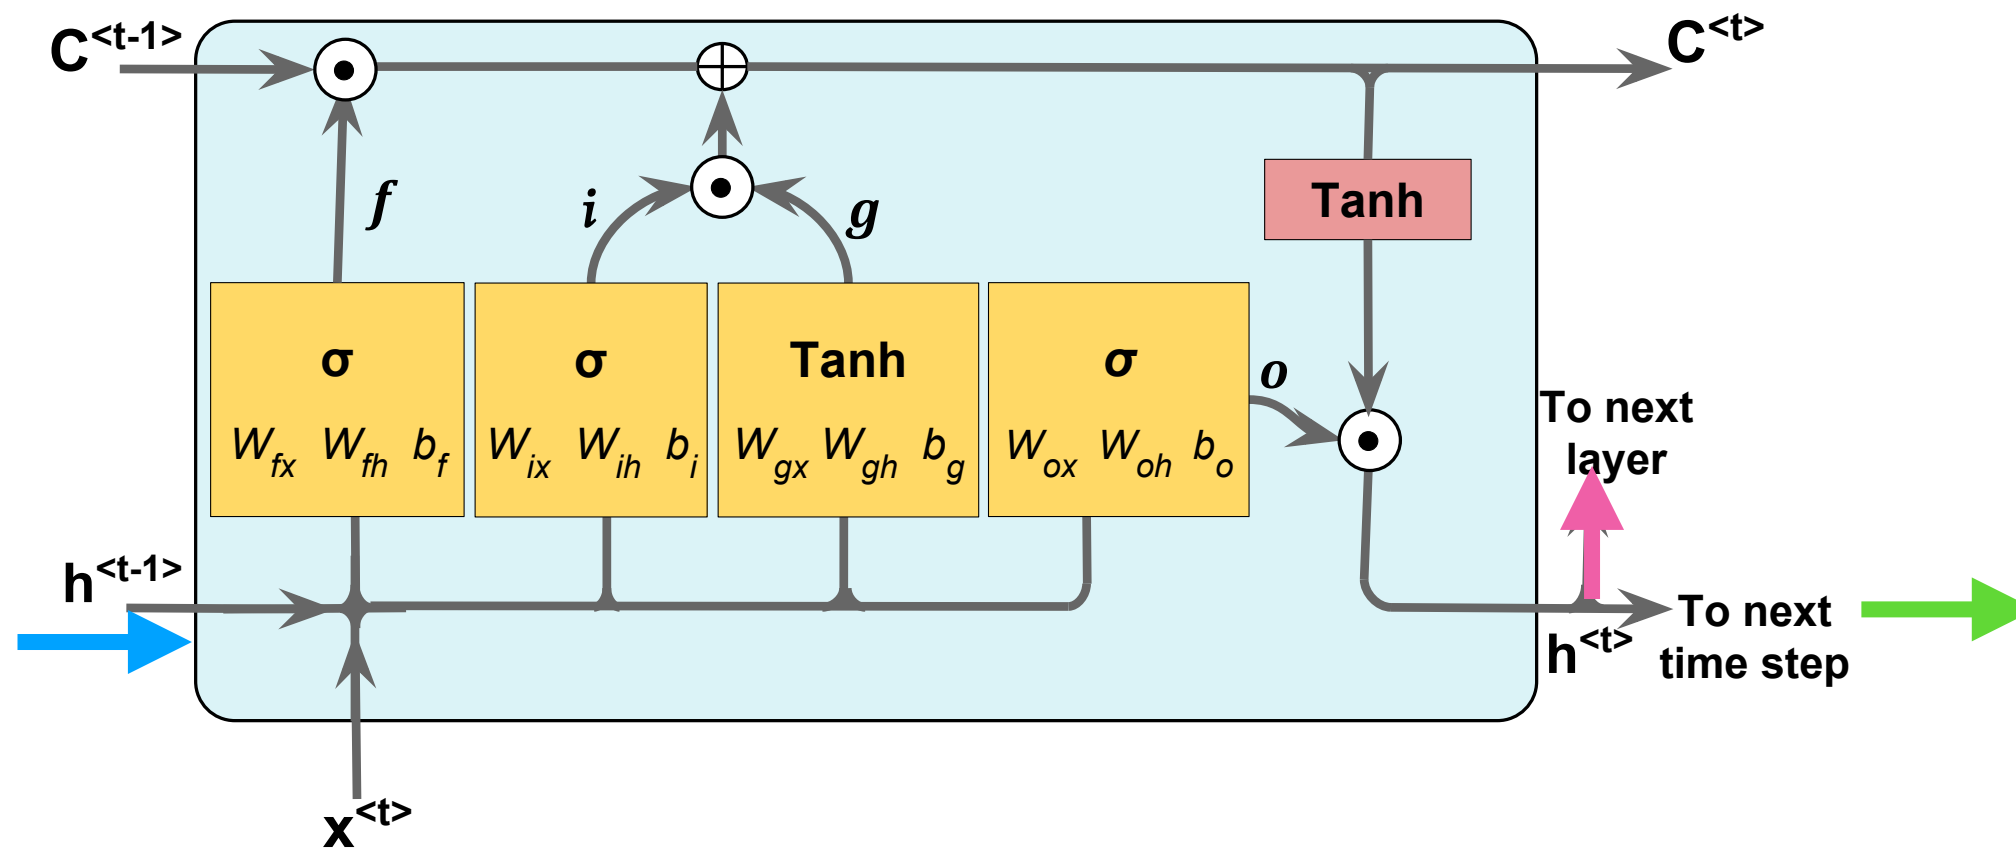 C<t-1>
C<t>
f
i
g
Tanh
σ
σ
Tanh
σ
o
W_fx W_fh b_f
W_ix W_ih b_i
W_gx W_gh b_g
W_ox W_oh b_o
To next
layer
h<t-1>
h<t>
To next
time step
x<t>